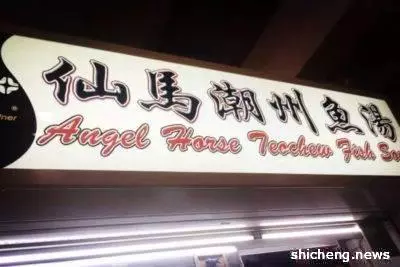 仙馬潮州魚湯
Angel Horse Teochew Fish
®
shicheng.news